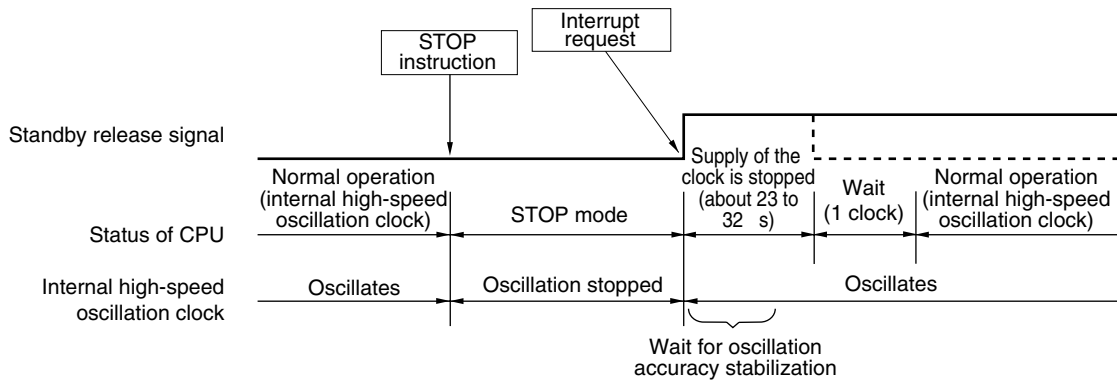 Interrupt
request
STOP
instruction
Standby release signal
Supply of the
clock is stopped
(about 23 to
32 s)
Normal operation
(internal high-speed
oscillation clock)
STOP mode
Wait
(1 clock)
Normal operation
(internal high-speed
oscillation clock)
Status of CPU
Internal high-speed
oscillation clock
Oscillates
Oscillation stopped
Oscillates
Wait for oscillation
accuracy stabilization